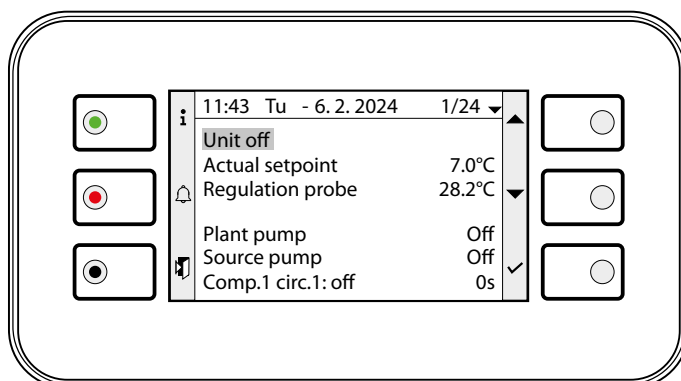 i 11:43 Tu - 6. 2. 2024 1/24
Unit off
Actual setpoint 7.0°C
Regulation probe 28.2°C
Plant pump Off
Source pump Off
Comp.1 circ.1: off 0s